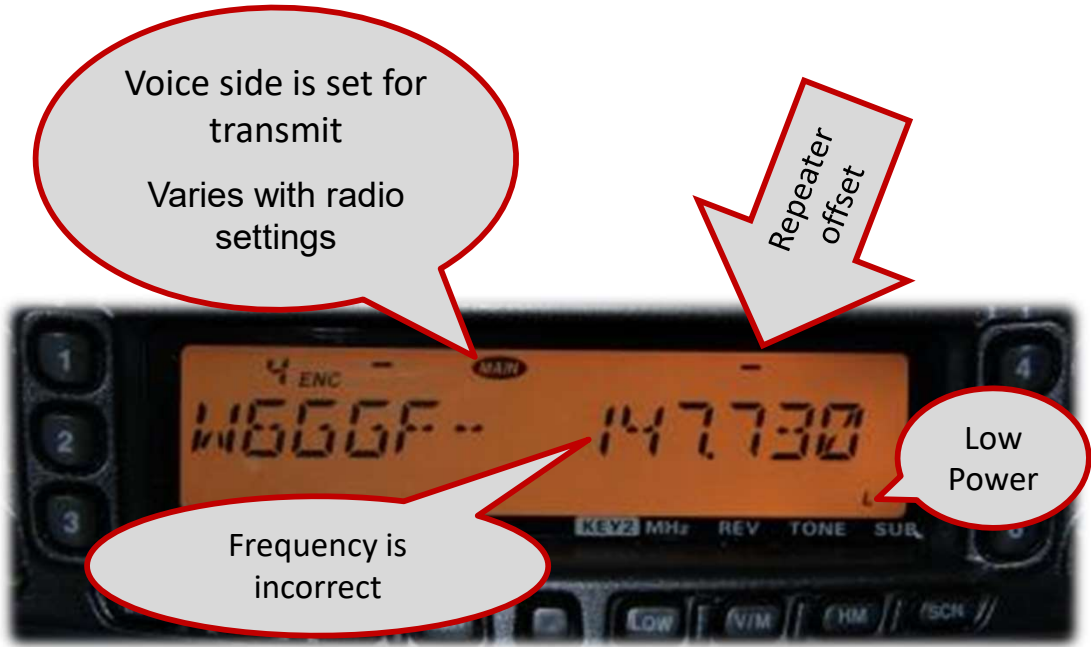 Voice side is set for
transmit
Varies with radio
settings
Repeater
offset
1
4
4 ENC - MAIN -
W6GGF-- 147.730
2
Low
Power
3
L
KEY2 MHz REV TONE SUB
Frequency is
incorrect
LOW V/M HM SCN